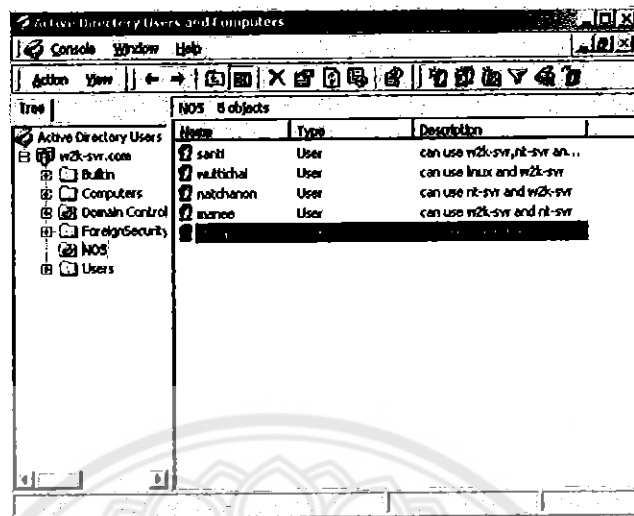 Active Directory Users and Computers
Console Window Help
Action View
Tree
NOS 5 objects
Name Type Description
Active Directory Users
w2k-svr.com
Builtin
Computers
Domain Control
ForeignSecurity
NOS
Users
santi User can use w2k-svr,nt-svr an...
wuttichai User can use linux and w2k-svr
natchanon User can use nt-svr and w2k-svr
manee User can use w2k-svr and nt-svr